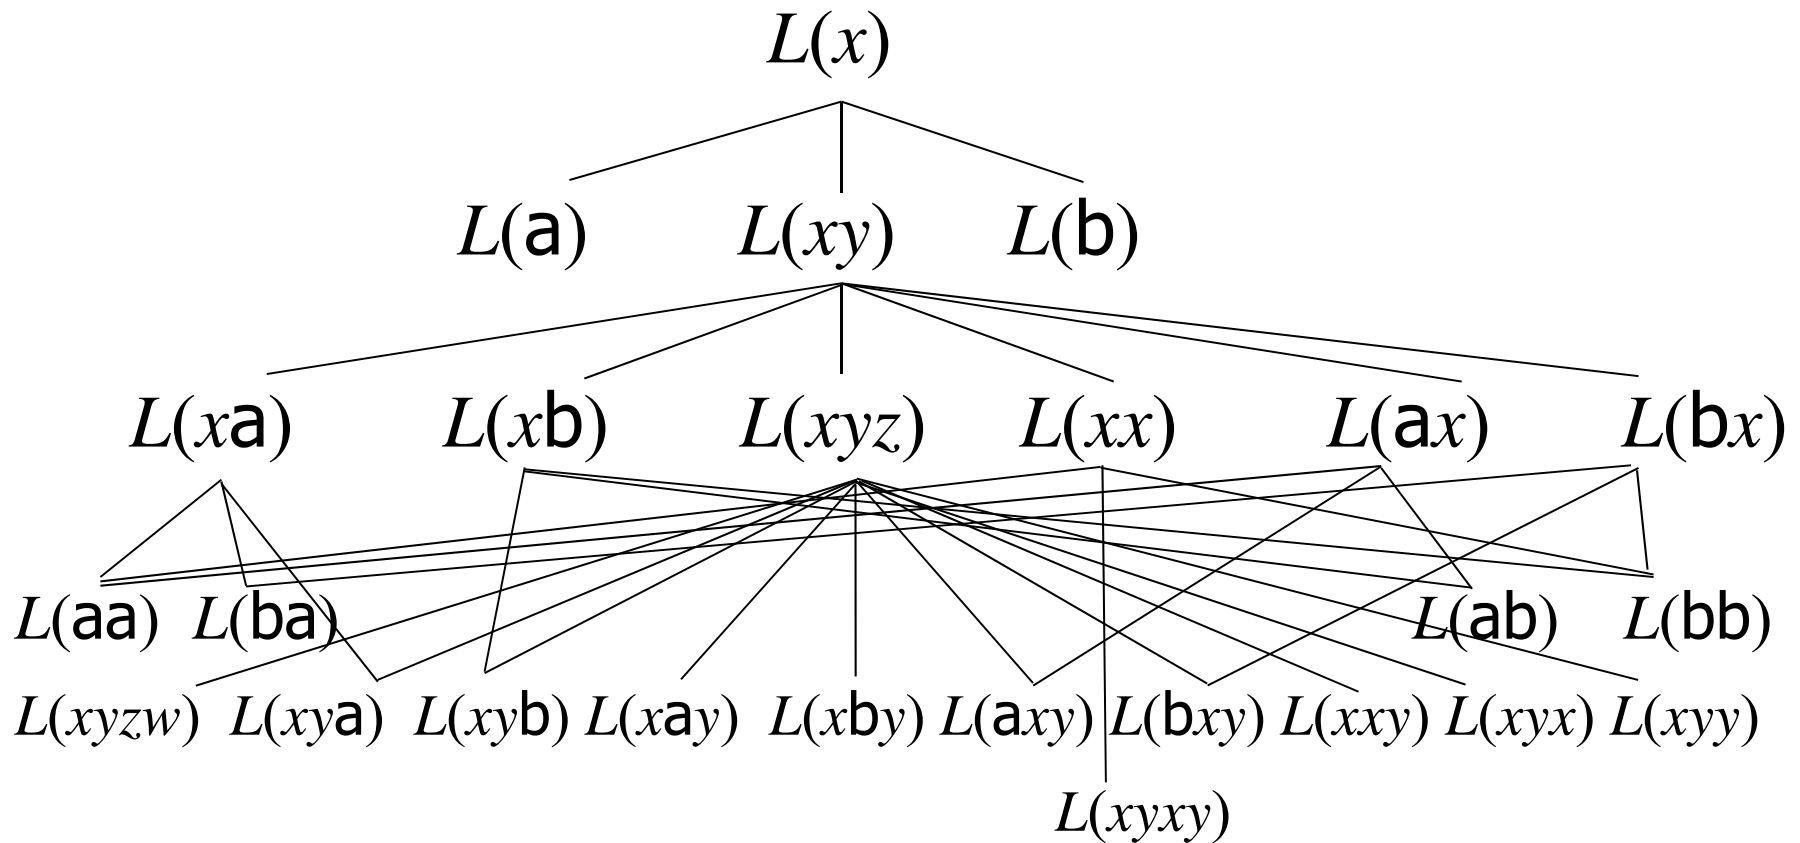 L(x)
L(a) L(xy) L(b)
L(xa) L(xb) L(xyz) L(xx) L(ax) L(bx)
L(aa) L(ba) L(ab) L(bb)
L(xyzw) L(xya) L(xyb) L(xay) L(xby) L(axy) L(bxy) L(xxy) L(xyx) L(xyy)
L(xyxy)